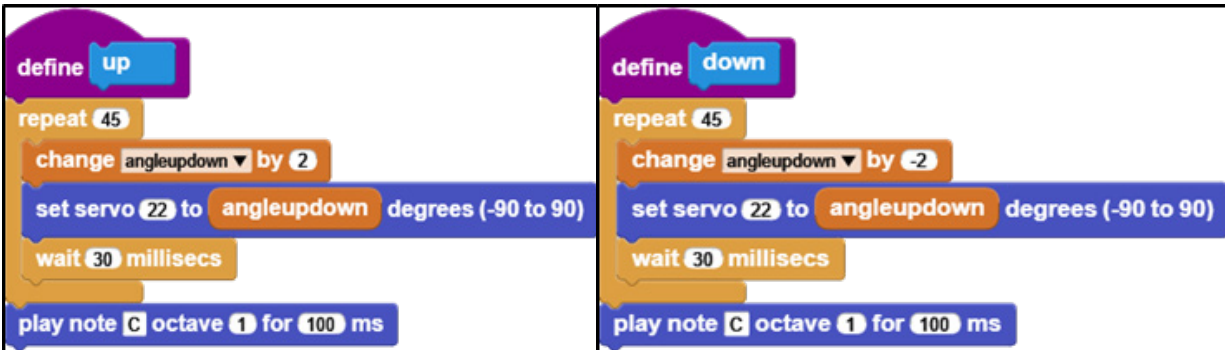 define up
repeat 45
change angleupdown ▼ by 2
set servo 22 to angleupdown degrees (-90 to 90)
wait 30 millisecs
play note C octave 1 for 100 ms
define down
repeat 45
change angleupdown ▼ by -2
set servo 22 to angleupdown degrees (-90 to 90)
wait 30 millisecs
play note C octave 1 for 100 ms